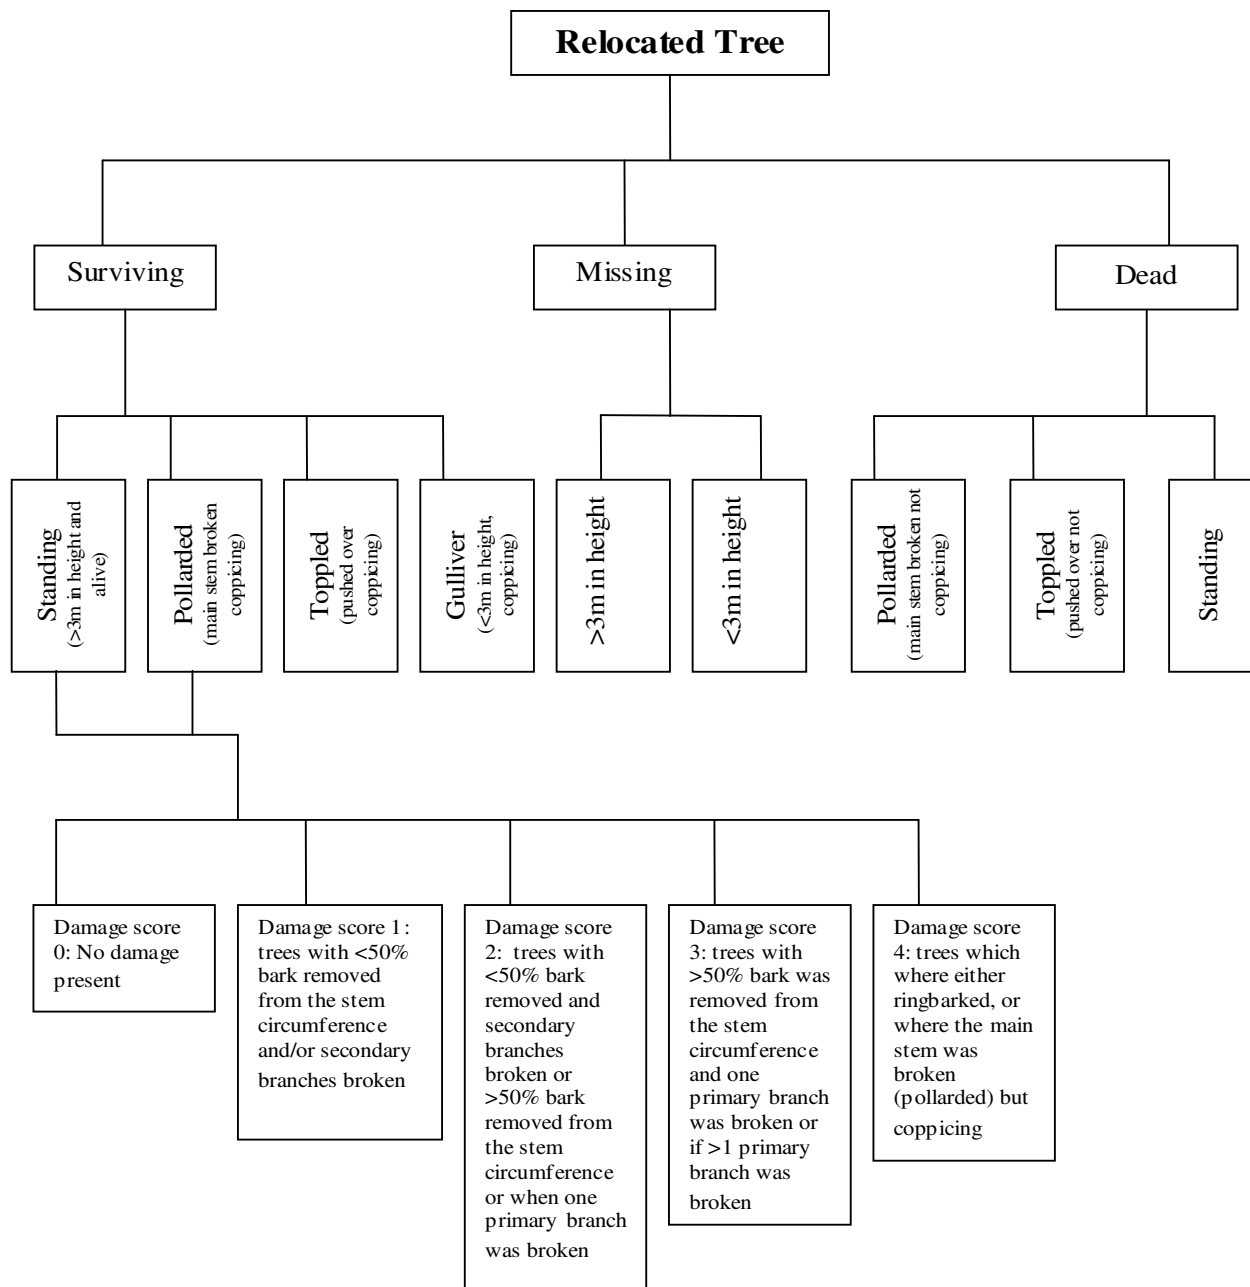 Relocated Tree
Surviving
Missing
Dead
Standing
(>3m in height and
alive)
Pollarded
(main stem broken
coppicing)
Toppled
(pushed over
coppicing)
Gulliver
(<3m in height,
coppicing)
>3m in height
<3m in height
Pollarded
(main stem broken not
coppicing)
Toppled
(pushed over not
coppicing)
Standing
Damage score
0: No damage
present
Damage score 1:
trees with <50%
bark removed
from the stem
circumference
and/or secondary
branches broken
Damage score
2: trees with
<50% bark
removed and
secondary
branches
broken or
>50% bark
removed from
the stem
circumference
or when one
primary branch
was broken
Damage score
3: trees with
>50% bark was
removed from
the stem
circumference
and one
primary branch
was broken or
if >1 primary
branch was
broken
Damage score
4: trees which
where either
ringbarked, or
where the main
stem was
broken
(pollarded) but
coppicing